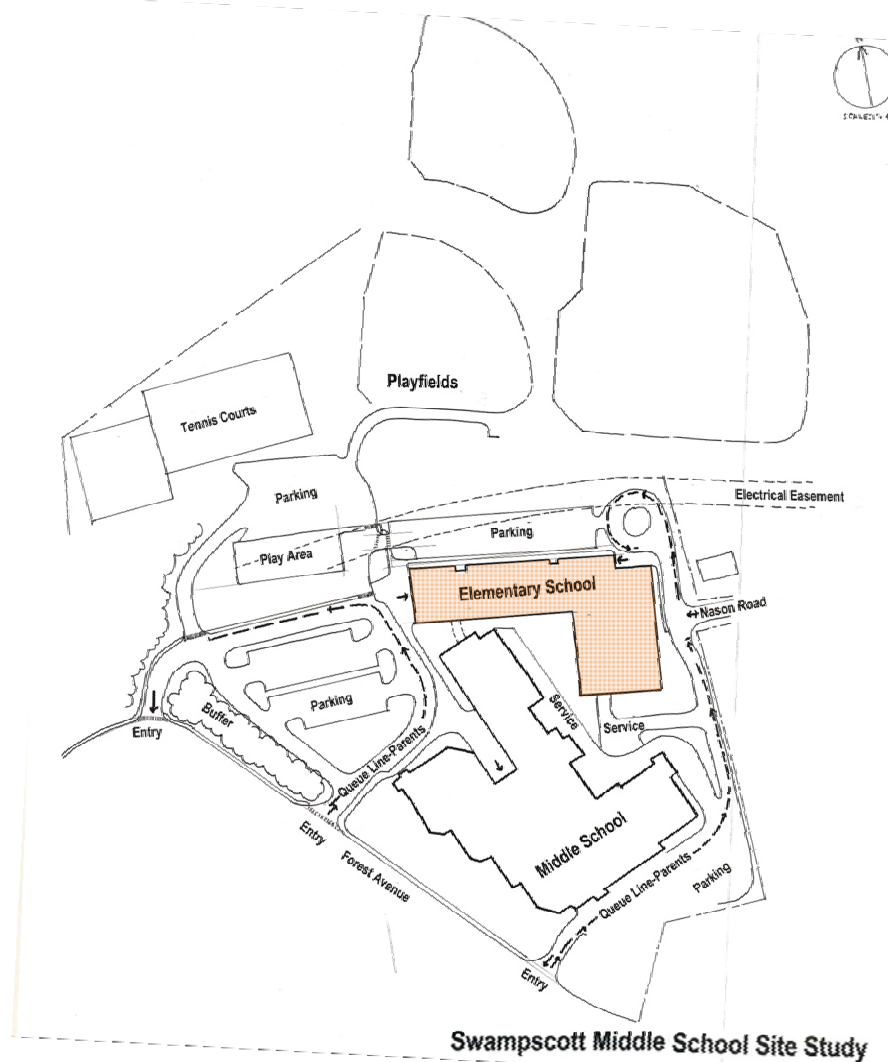 Playfields
Tennis Courts
Parking
Electrical Easement
Parking
Play Area
Elementary School
Nason Road
Parking
Buffer
Service
Service
Entry
Queue Line-Parents
Middle School
Entry
Forest Avenue
Queue Line-Parents
Parking
Entry
Swampscott Middle School Site Study